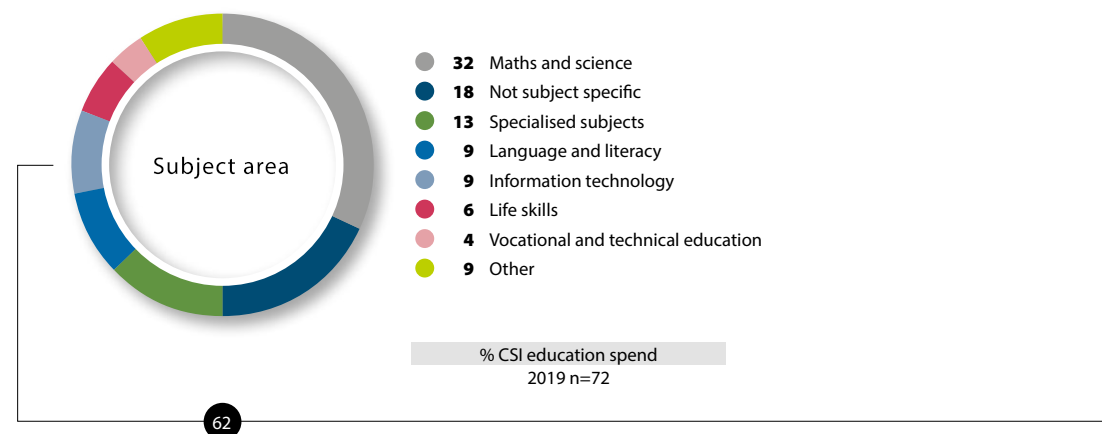 Subject area
32 Maths and science
18 Not subject specific
13 Specialised subjects
9 Language and literacy
9 Information technology
6 Life skills
4 Vocational and technical education
9 Other
% CSI education spend
2019 n=72
62